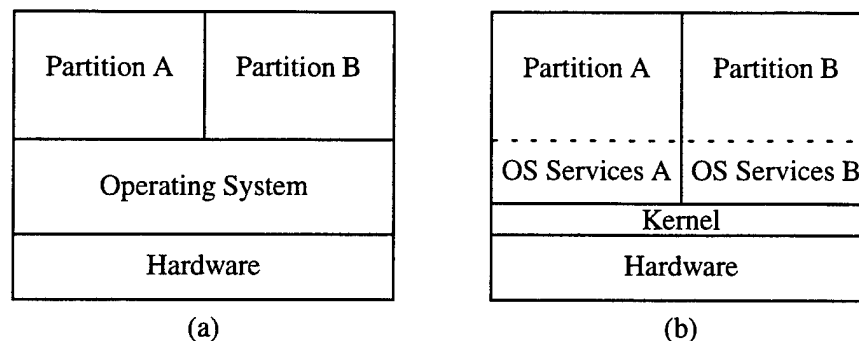 Partition A
Partition B
Operating System
Hardware
(a)
Partition A
Partition B
OS Services A
OS Services B
Kernel
Hardware
(b)